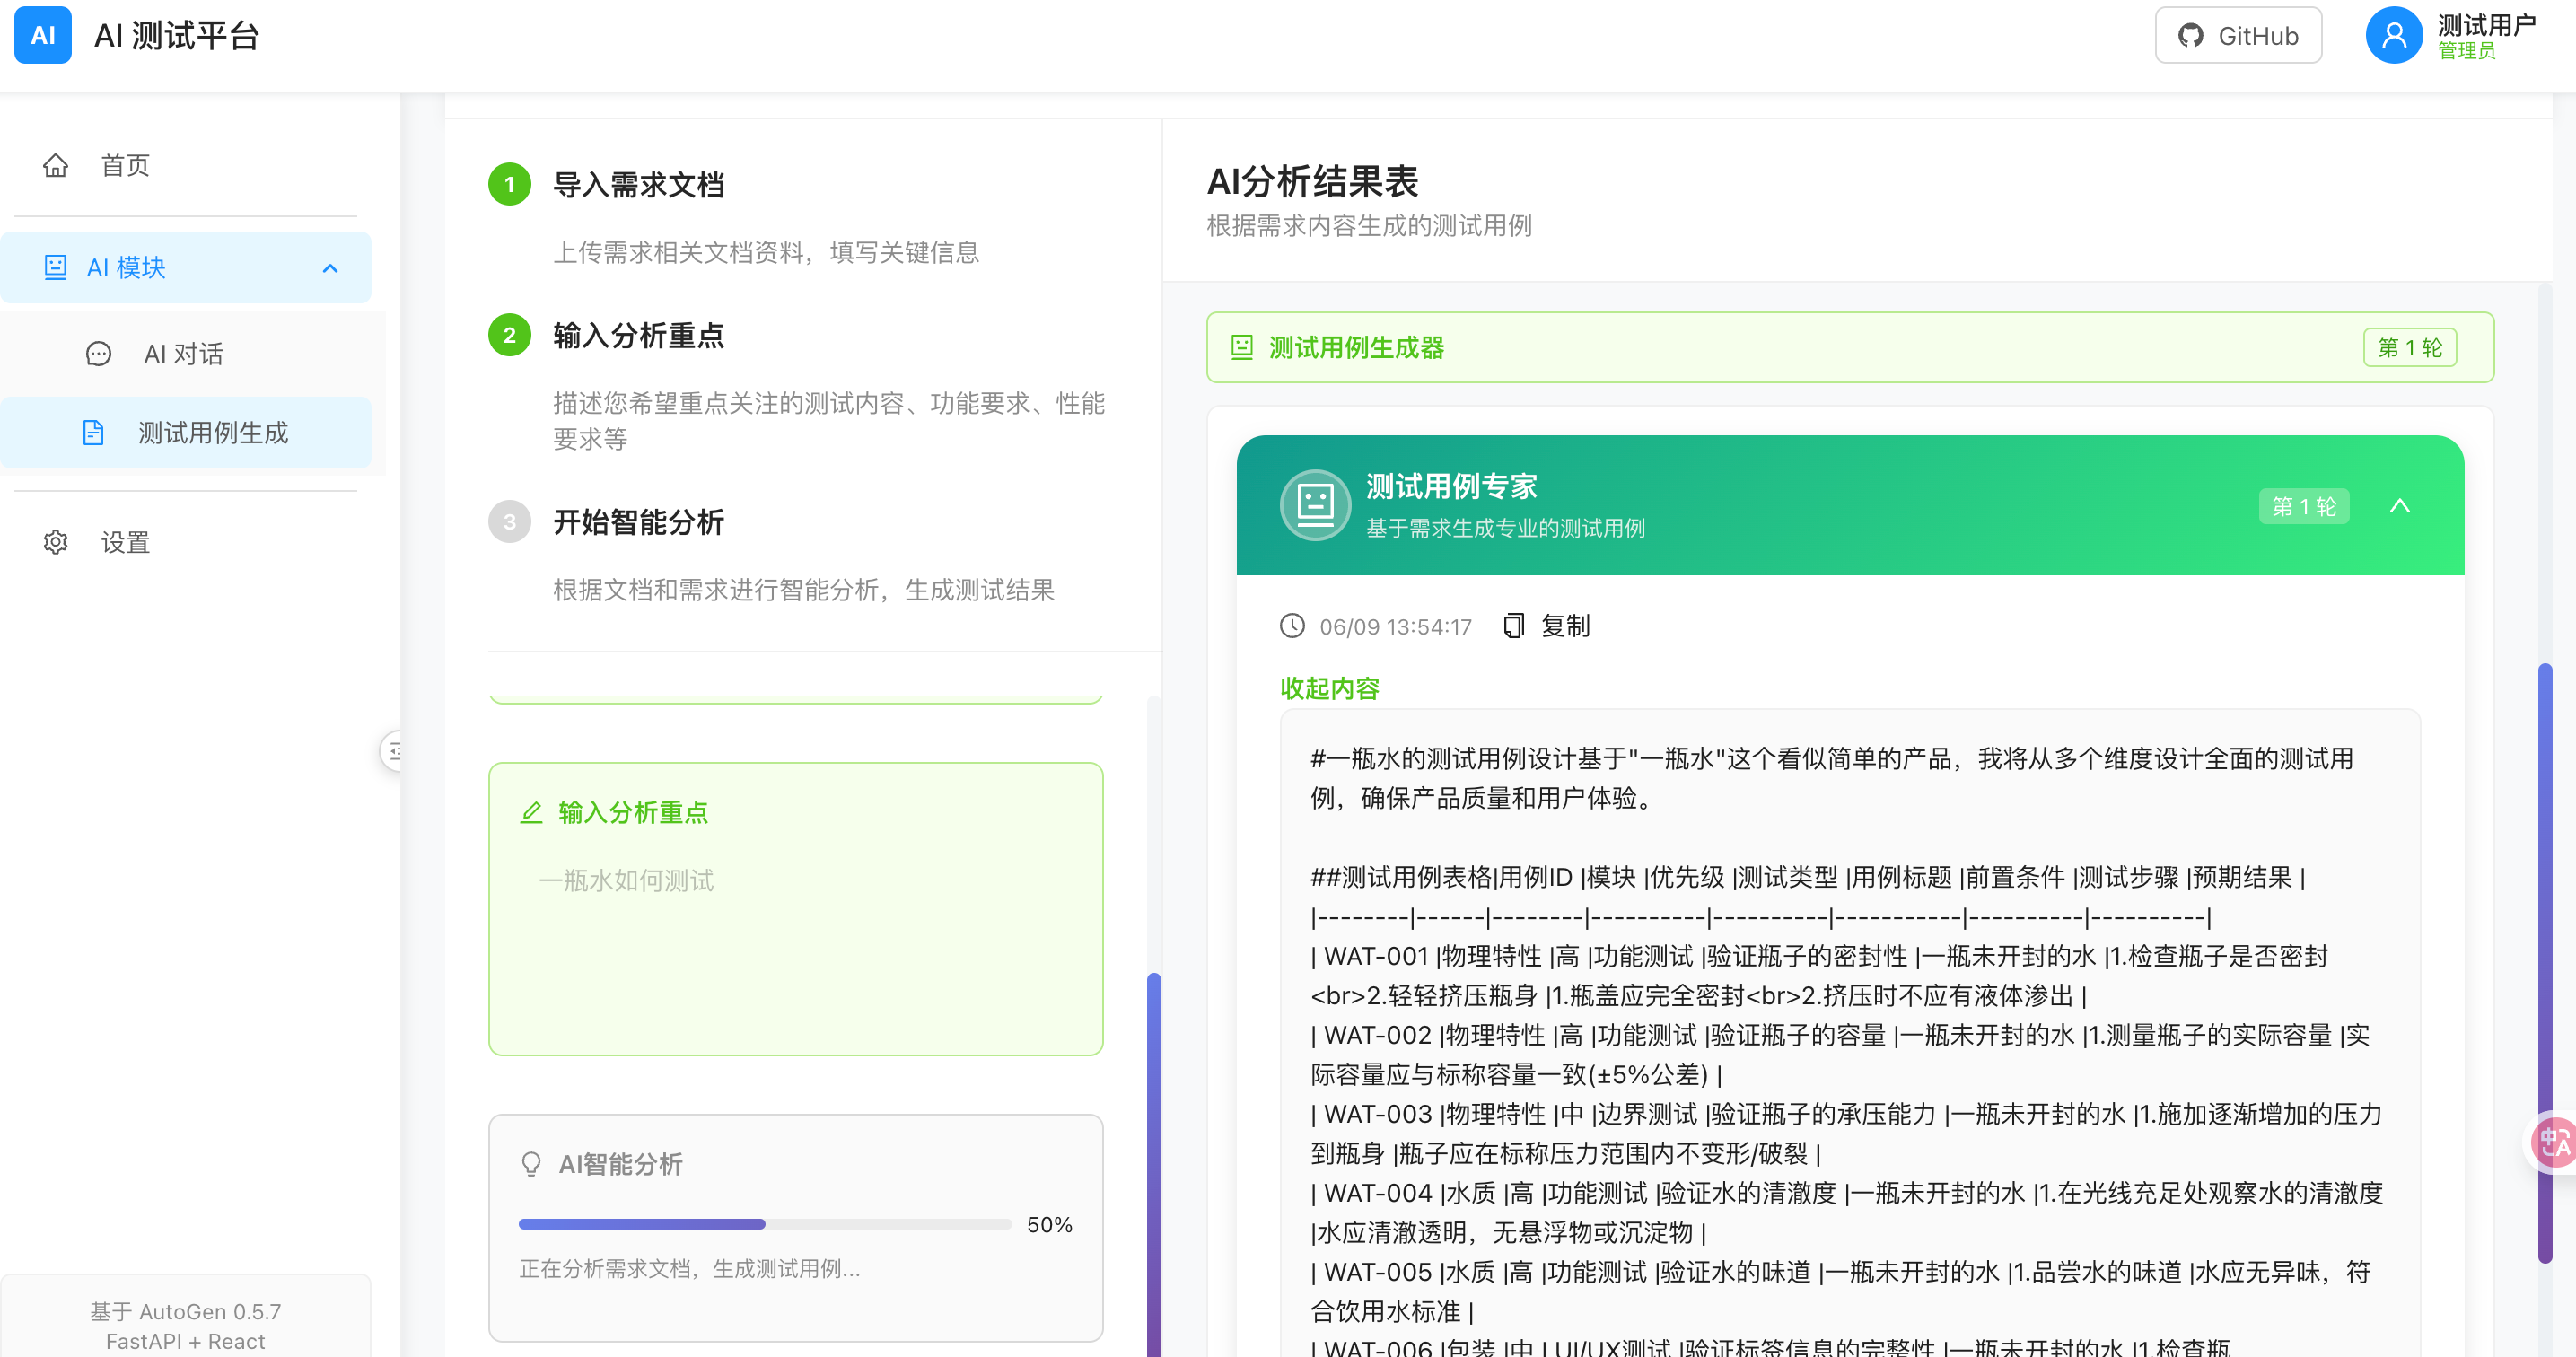 AI
AI 测试平台
GitHub
测试用户
管理员
首页
AI 模块
AI 对话
测试用例生成
设置
基于 AutoGen 0.5.7
FastAPI + React
1
导入需求文档
上传需求相关文档资料，填写关键信息
2
输入分析重点
描述您希望重点关注的测试内容、功能要求、性能
要求等
3
开始智能分析
根据文档和需求进行智能分析，生成测试结果
输入分析重点
一瓶水如何测试
AI智能分析
50%
正在分析需求文档，生成测试用例...
AI分析结果表
根据需求内容生成的测试用例
测试用例生成器
第 1 轮
测试用例专家
基于需求生成专业的测试用例
第 1 轮
06/09 13:54:17
复制
收起内容
#一瓶水的测试用例设计基于"一瓶水"这个看似简单的产品，我将从多个维度设计全面的测试用
例，确保产品质量和用户体验。
##测试用例表格|用例ID |模块 |优先级 |测试类型 |用例标题 |前置条件 |测试步骤 |预期结果 |
|--------|------|--------|----------|----------|-----------|----------|----------|
| WAT-001 |物理特性 |高 |功能测试 |验证瓶子的密封性 |一瓶未开封的水 |1.检查瓶子是否密封
<br>2.轻轻挤压瓶身 |1.瓶盖应完全密封<br>2.挤压时不应有液体渗出 |
| WAT-002 |物理特性 |高 |功能测试 |验证瓶子的容量 |一瓶未开封的水 |1.测量瓶子的实际容量 |实
际容量应与标称容量一致(±5%公差) |
| WAT-003 |物理特性 |中 |边界测试 |验证瓶子的承压能力 |一瓶未开封的水 |1.施加逐渐增加的压力
到瓶身 |瓶子应在标称压力范围内不变形/破裂 |
| WAT-004 |水质 |高 |功能测试 |验证水的清澈度 |一瓶未开封的水 |1.在光线充足处观察水的清澈度
|水应清澈透明，无悬浮物或沉淀物 |
| WAT-005 |水质 |高 |功能测试 |验证水的味道 |一瓶未开封的水 |1.品尝水的味道 |水应无异味，符
合饮用水标准 |
| WAT-006 |包装 |中 | UI/UX测试 |验证标签信息的完整性 |一瓶未开封的水 |1.检查瓶
中
A